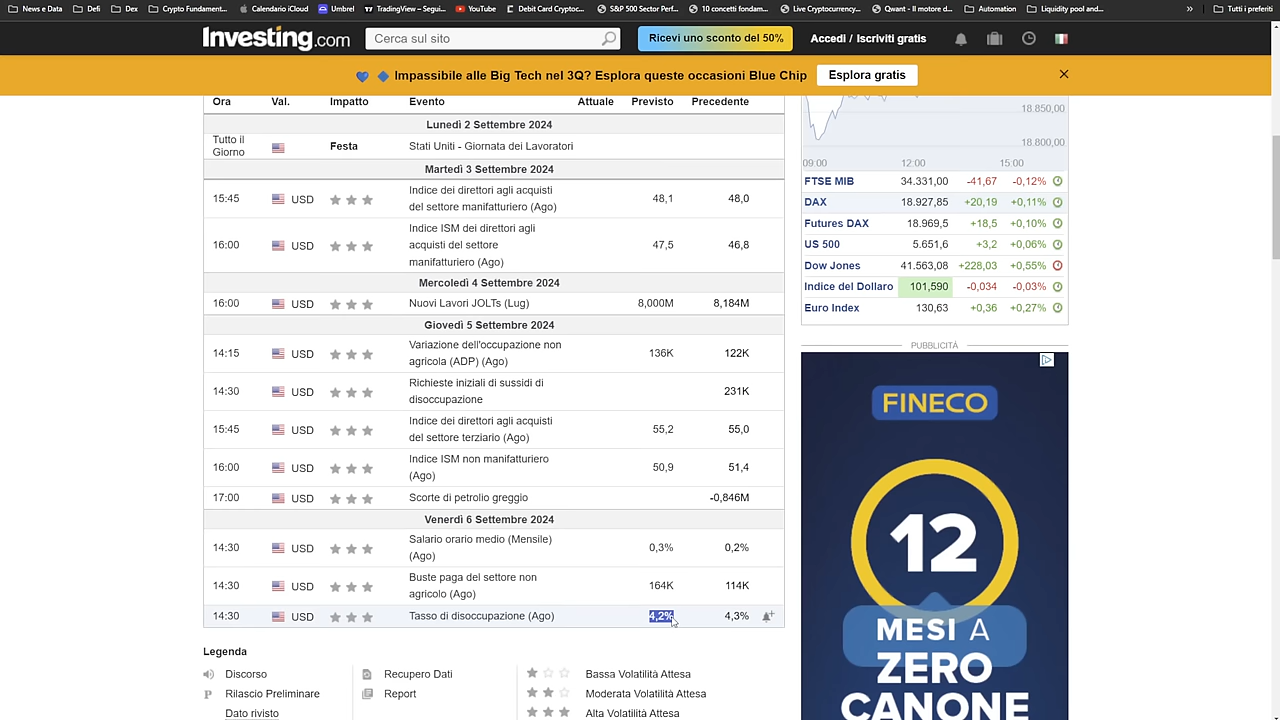 News e Data Defi Dex Crypto Fundament... Calendario iCloud Umbrel TradingView – Segui... YouTube Debit Card Cryptoc... S&P 500 Sector Perf... 10 concetti fondam... Live Cryptocurrency... Qwant - Il motore d... Automation Liquidity pool and... » Tutti i preferiti
Investing.com Cerca sul sito Ricevi uno sconto del 50% Accedi / Iscriviti gratis
Impassibile alle Big Tech nel 3Q? Esplora queste occasioni Blue Chip Esplora gratis
Ora Val. Impatto Evento Attuale Previsto Precedente
Lunedì 2 Settembre 2024
Tutto il
Giorno Festa Stati Uniti - Giornata dei Lavoratori
Martedì 3 Settembre 2024
15:45 USD Indice dei direttori agli acquisti
del settore manifatturiero (Ago) 48,1 48,0
16:00 USD Indice ISM dei direttori agli
acquisti del settore
manifatturiero (Ago) 47,5 46,8
Mercoledì 4 Settembre 2024
16:00 USD Nuovi Lavori JOLTs (Lug) 8,000M 8,184M
Giovedì 5 Settembre 2024
14:15 USD Variazione dell'occupazione non
agricola (ADP) (Ago) 136K 122K
14:30 USD Richieste iniziali di sussidi di
disoccupazione 231K
15:45 USD Indice dei direttori agli acquisti
del settore terziario (Ago) 55,2 55,0
16:00 USD Indice ISM non manifatturiero
(Ago) 50,9 51,4
17:00 USD Scorte di petrolio greggio -0,846M
Venerdì 6 Settembre 2024
14:30 USD Salario orario medio (Mensile)
(Ago) 0,3% 0,2%
14:30 USD Buste paga del settore non
agricolo (Ago) 164K 114K
14:30 USD Tasso di disoccupazione (Ago) 4,2% 4,3%
Legenda
Discorso Recupero Dati Bassa Volatilità Attesa
P Rilascio Preliminare Report Moderata Volatilità Attesa
Dato rivisto Alta Volatilità Attesa
18.850,00
18.800,00
09:00 12:00 15:00
FTSE MIB 34.331,00 -41,67 -0,12%
DAX 18.927,85 +20,19 +0,11%
Futures DAX 18.969,5 +18,5 +0,10%
US 500 5.651,6 +3,2 +0,06%
Dow Jones 41.563,08 +228,03 +0,55%
Indice del Dollaro 101,590 -0,034 -0,03%
Euro Index 130,63 +0,36 +0,27%
PUBBLICITÀ
FINECO
12
MESI A
ZERO
CANONE